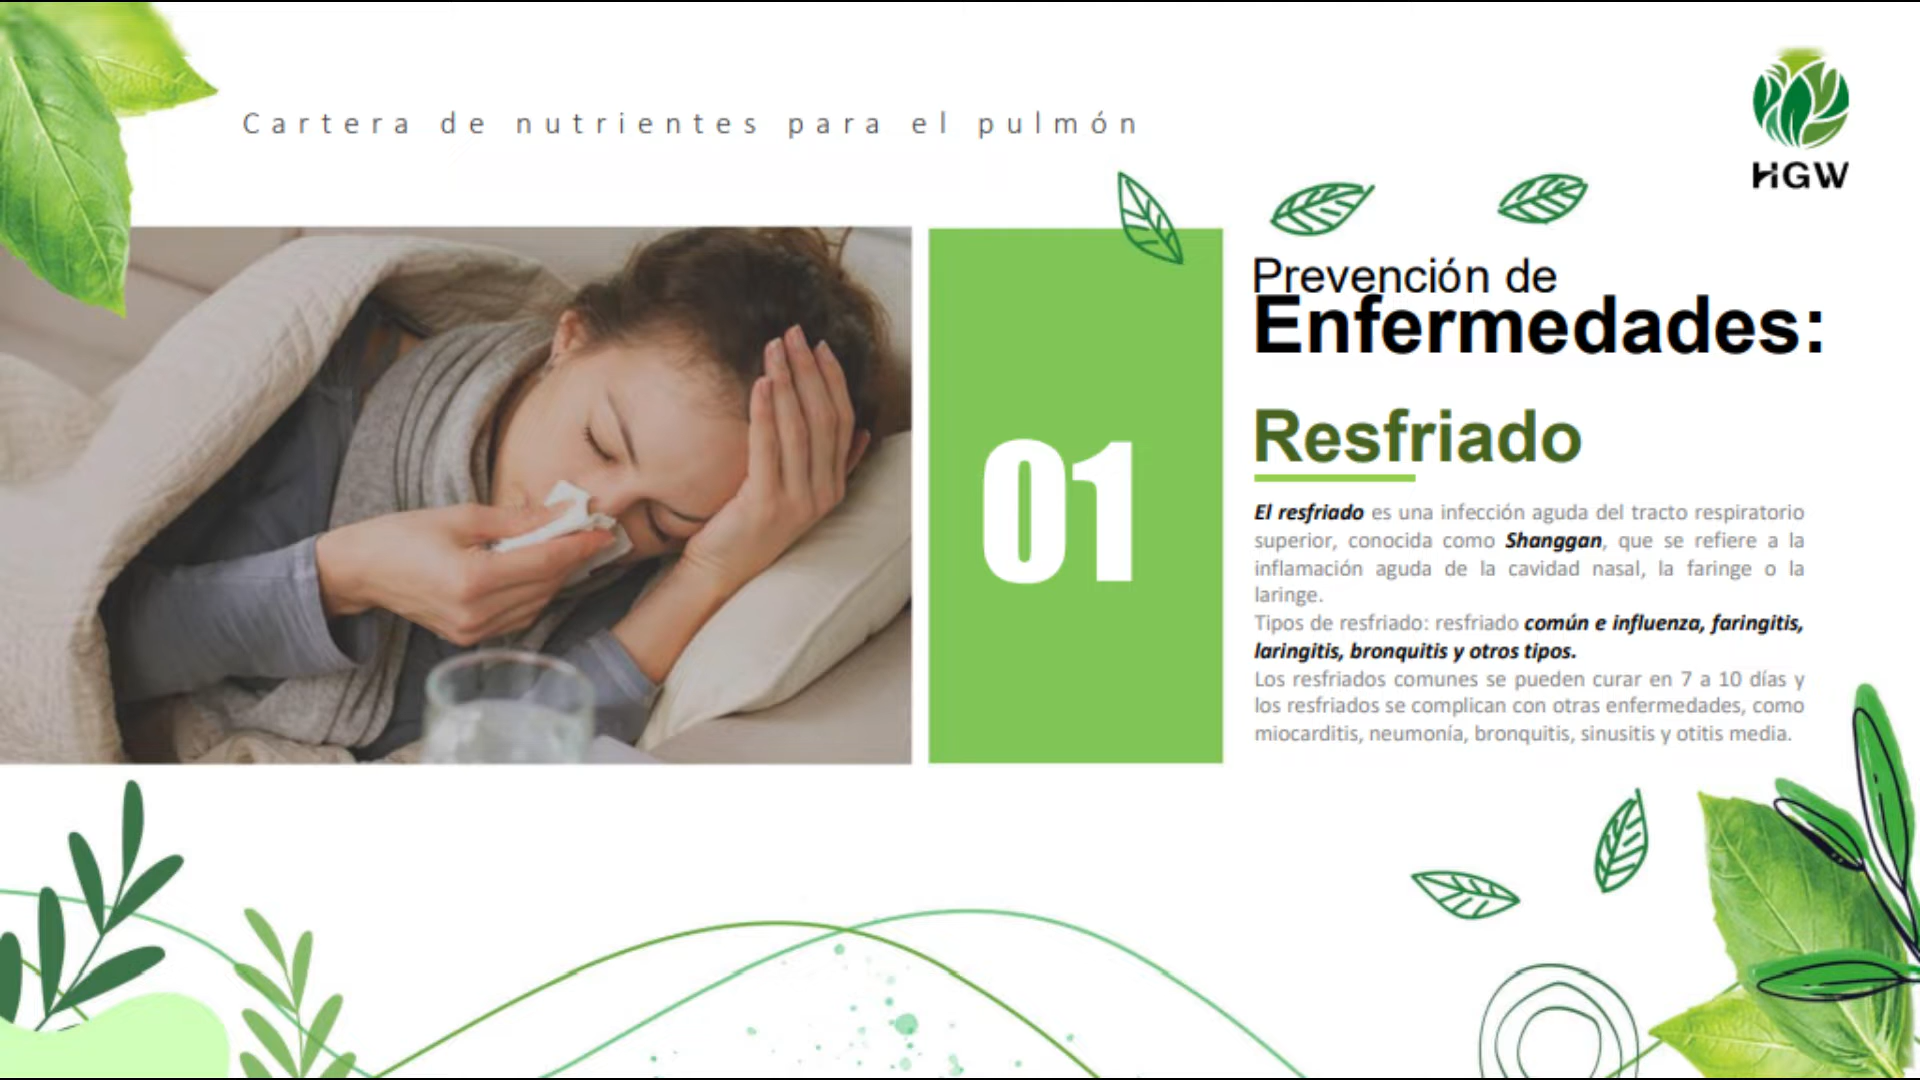 Cartera de nutrientes para el pulmón
HGW
01
Prevención de
Enfermedades:
Resfriado
El resfriado es una infección aguda del tracto respiratorio
superior, conocida como Shanggan, que se refiere a la
inflamación aguda de la cavidad nasal, la faringe o la
laringe.
Tipos de resfriado: resfriado común e influenza, faringitis,
laringitis, bronquitis y otros tipos.
Los resfriados comunes se pueden curar en 7 a 10 días y
los resfriados se complican con otras enfermedades, como
miocarditis, neumonía, bronquitis, sinusitis y otitis media.